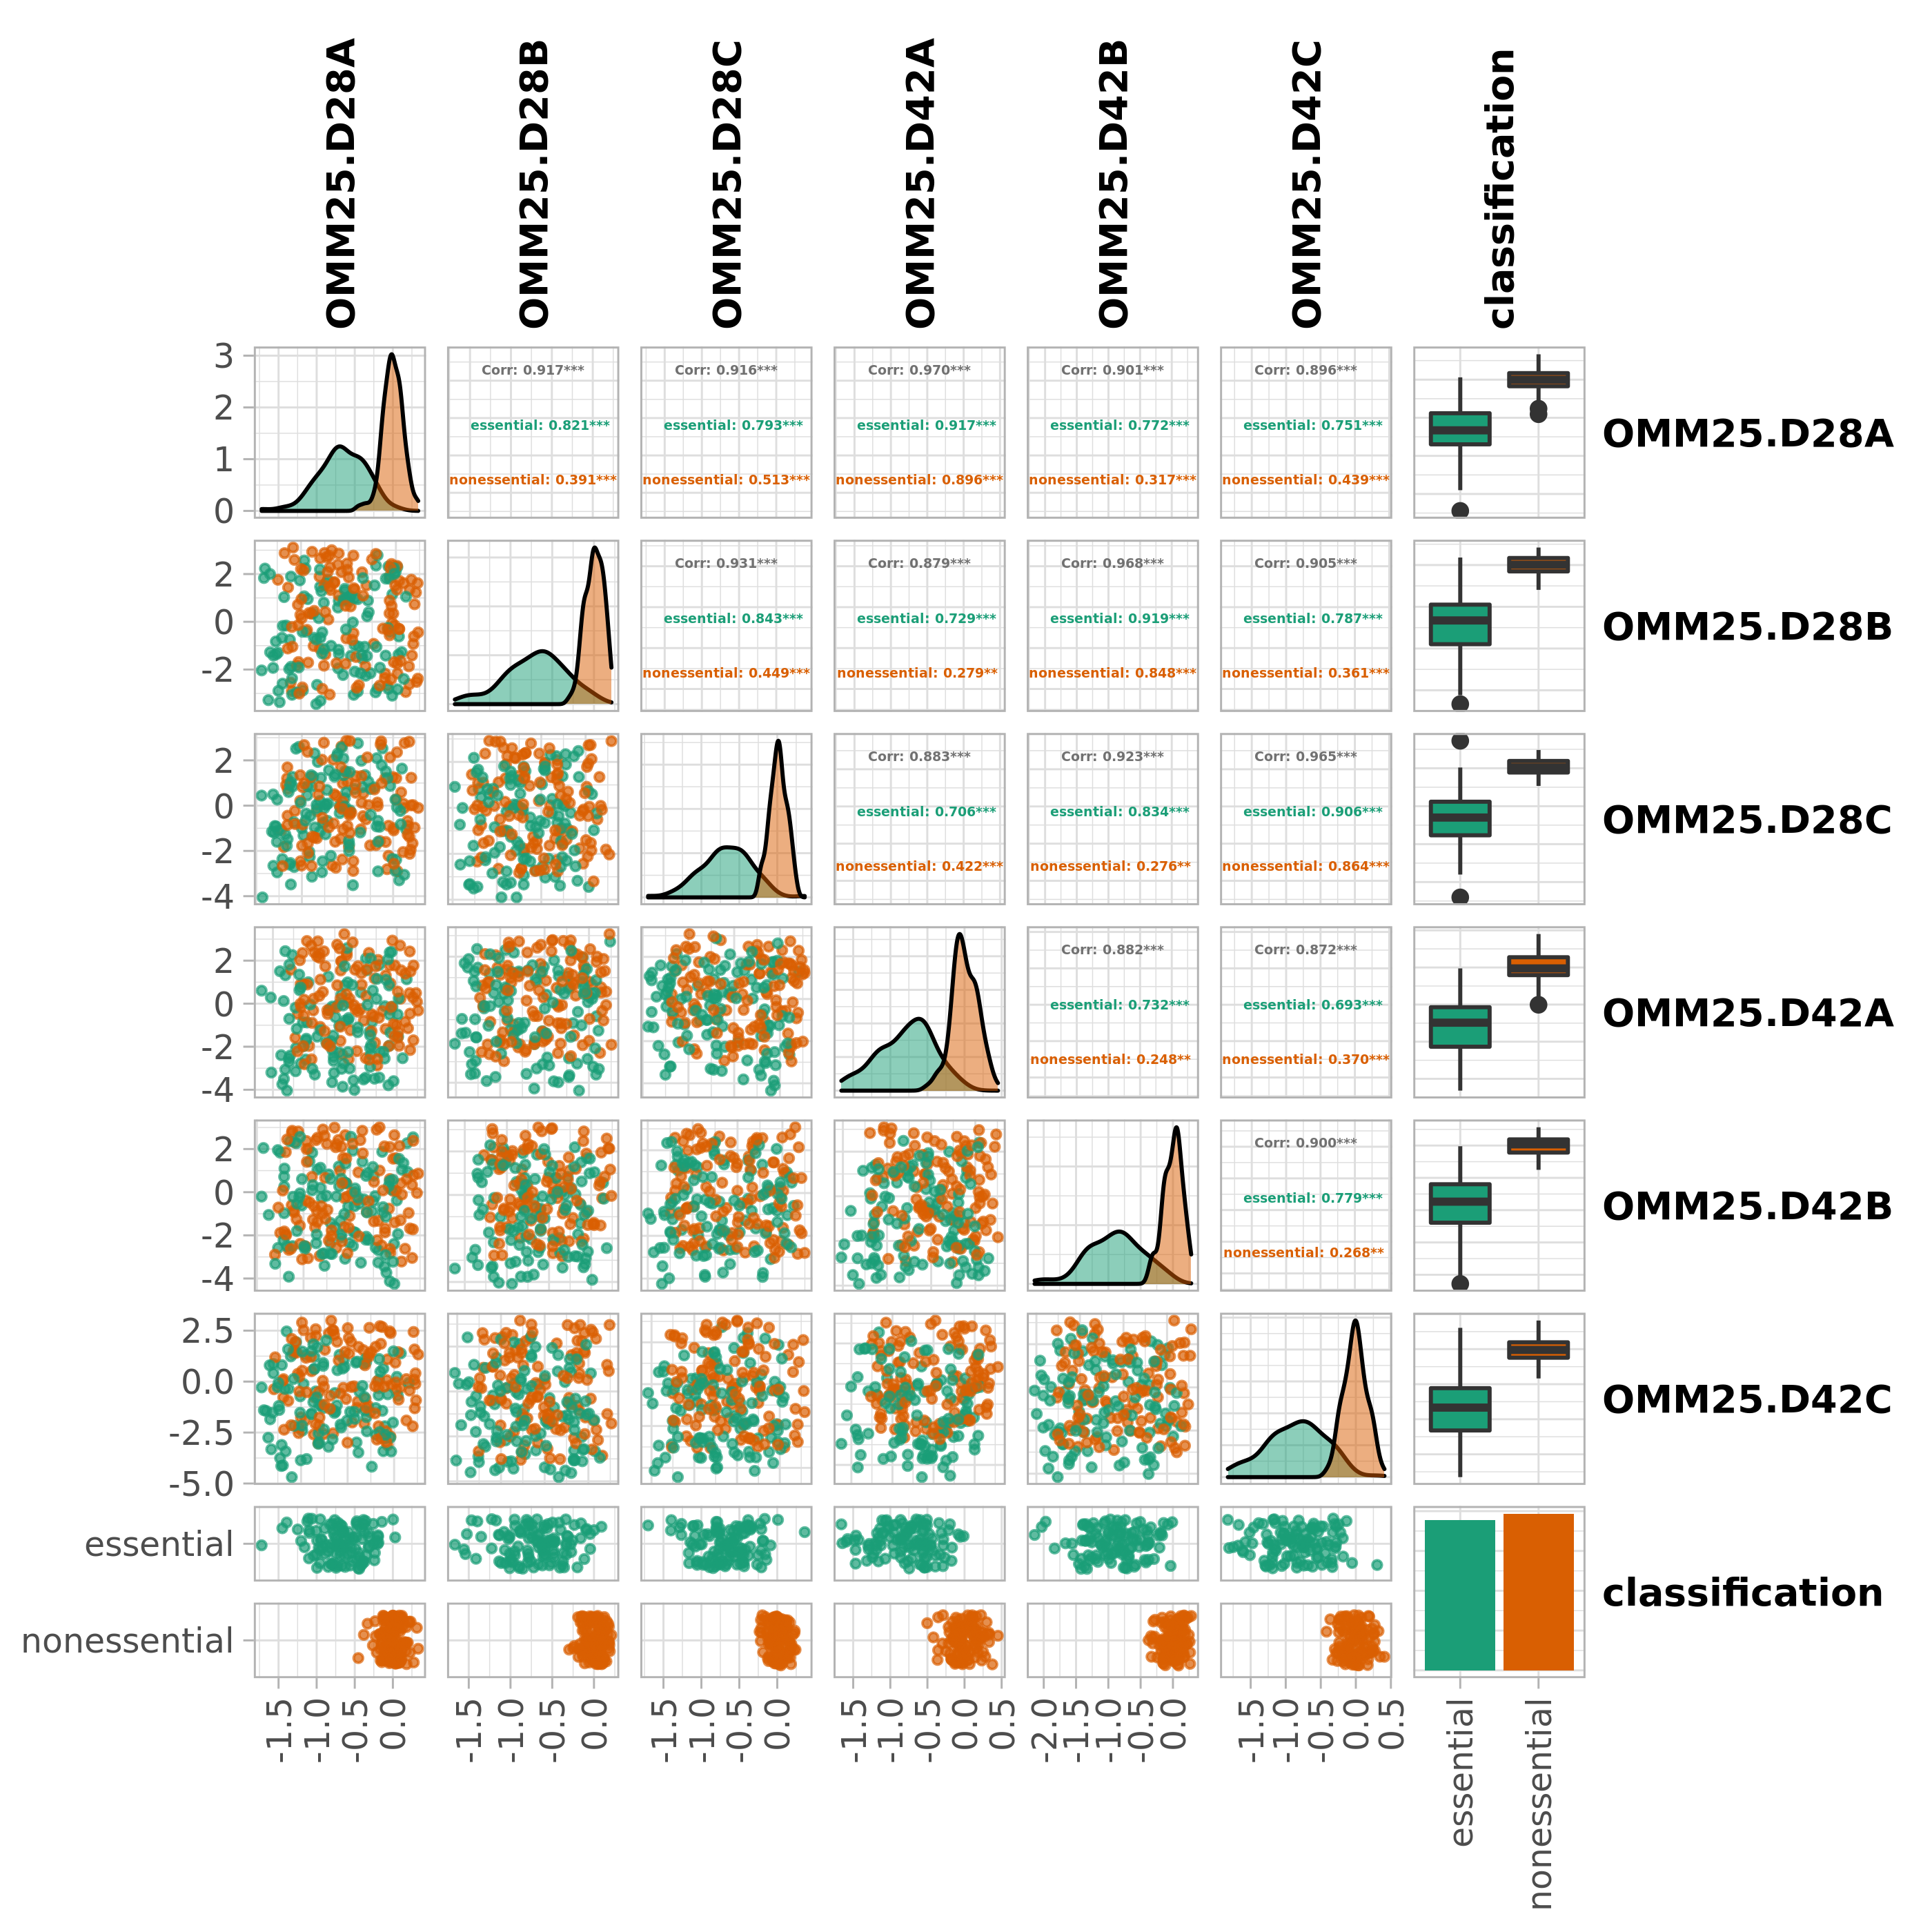 OMM25.D28A
OMM25.D28B
OMM25.D28C
OMM25.D42A
OMM25.D42B
OMM25.D42C
classification
3
2
1
0
Corr: 0.917***
essential: 0.821***
nonessential: 0.391***
Corr: 0.916***
essential: 0.793***
nonessential: 0.513***
Corr: 0.970***
essential: 0.917***
nonessential: 0.896***
Corr: 0.901***
essential: 0.772***
nonessential: 0.317***
Corr: 0.896***
essential: 0.751***
nonessential: 0.439***
OMM25.D28A
2
0
-2
Corr: 0.931***
essential: 0.843***
nonessential: 0.449***
Corr: 0.879***
essential: 0.729***
nonessential: 0.279**
Corr: 0.968***
essential: 0.919***
nonessential: 0.848***
Corr: 0.905***
essential: 0.787***
nonessential: 0.361***
OMM25.D28B
2
0
-2
-4
Corr: 0.883***
essential: 0.706***
nonessential: 0.422***
Corr: 0.923***
essential: 0.834***
nonessential: 0.276**
Corr: 0.965***
essential: 0.906***
nonessential: 0.864***
OMM25.D28C
2
0
-2
-4
Corr: 0.882***
essential: 0.732***
nonessential: 0.248**
Corr: 0.872***
essential: 0.693***
nonessential: 0.370***
OMM25.D42A
2
0
-2
-4
Corr: 0.900***
essential: 0.779***
nonessential: 0.268**
OMM25.D42B
2.5
0.0
-2.5
-5.0
OMM25.D42C
essential
nonessential
classification
-1.5
-1.0
-0.5
0.0
-1.5
-1.0
-0.5
0.0
-1.5
-1.0
-0.5
0.0
-1.5
-1.0
-0.5
0.0
0.5
-2.0
-1.5
-1.0
-0.5
0.0
-1.5
-1.0
-0.5
0.0
0.5
essential
nonessential